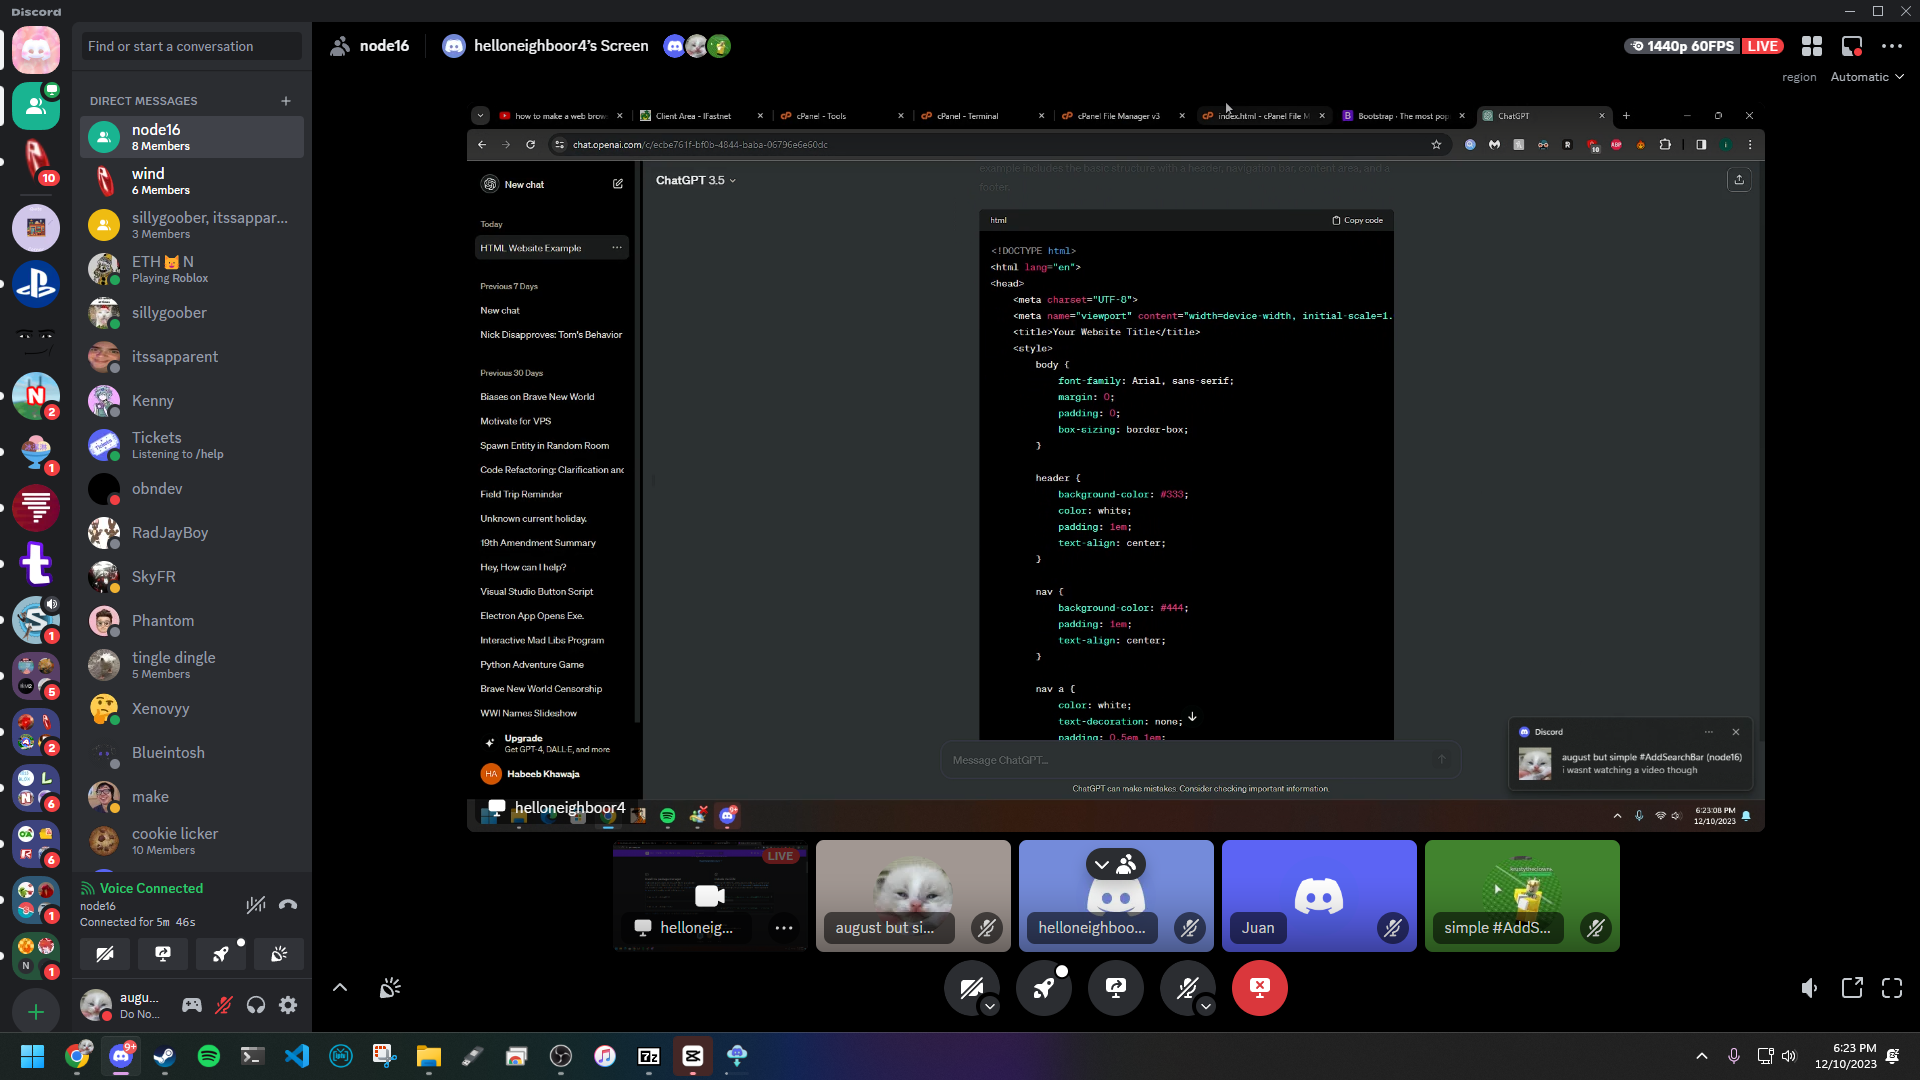 Discord
Find or start a conversation
DIRECT MESSAGES
node16
8 Members
wind
6 Members
sillygoober, itssappar...
3 Members
ETH N
Playing Roblox
sillygoober
itssapparent
Kenny
Tickets
Listening to /help
obndev
RadJayBoy
SkyFR
Phantom
tingle dingle
5 Members
Xenovyy
Blueintosh
make
cookie licker
10 Members
Voice Connected
node16
Connected for 5m 46s
augu...
Do No...
10
2
1
1
5
2
6
6
1
1
node16
helloneighboor4's Screen
1440p 60FPS
LIVE
region
Automatic
how to make a web brow
Client Area - IFastnet
cPanel - Tools
cPanel - Terminal
cPanel File Manager v3
index.html - cPanel File M
Bootstrap · The most pop
ChatGPT
chat.openai.com/c/ecbe761f-bf0b-4844-baba-06796e6e60dc
New chat
Today
HTML Website Example
Previous 7 Days
New chat
Nick Disapproves: Tom's Behavior
Previous 30 Days
Biases on Brave New World
Motivate for VPS
Spawn Entity in Random Room
Code Refactoring: Clarification and
Field Trip Reminder
Unknown current holiday.
19th Amendment Summary
Hey, How can I help?
Visual Studio Button Script
Electron App Opens Exe.
Interactive Mad Libs Program
Python Adventure Game
Brave New World Censorship
WWI Names Slideshow
Upgrade
Get GPT-4, DALL·E, and more
HA
Habeeb Khawaja
helloneighboor4
ChatGPT 3.5
example includes the basic structure with a header, navigation bar, content area, and a
footer.
html
Copy code
<!DOCTYPE html>
<html lang="en">
<head>
<meta charset="UTF-8">
<meta name="viewport" content="width=device-width, initial-scale=1.
<title>Your Website Title</title>
<style>
body {
font-family: Arial, sans-serif;
margin: 0;
padding: 0;
box-sizing: border-box;
}
header {
background-color: #333;
color: white;
padding: 1em;
text-align: center;
}
nav {
background-color: #444;
padding: 1em;
text-align: center;
}
nav a {
color: white;
text-decoration: none;
padding: 0.5em 1em;
Message ChatGPT...
ChatGPT can make mistakes. Consider checking important information.
Discord
august but simple #AddSearchBar (node16)
i wasnt watching a video though
6:23:08 PM
12/10/2023
LIVE
helloneig...
august but si...
helloneighboo...
Juan
simple #AddS...
9+
6:23 PM
12/10/2023